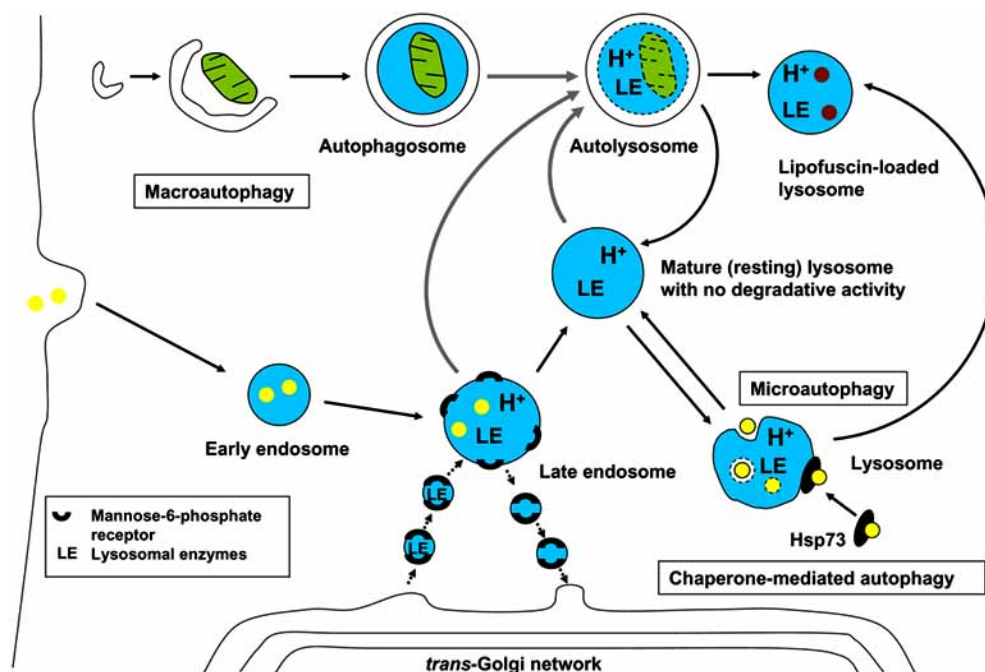 H+
LE
H+
LE
Autophagosome
Autolysosome
Lipofuscin-loaded
lysosome
Macroautophagy
H+
LE
Mature (resting) lysosome
with no degradative activity
Early endosome
H+
LE
Late endosome
Microautophagy
H+
LE
Lysosome
Hsp73
Chaperone-mediated autophagy
Mannose-6-phosphate
receptor
LE Lysosomal enzymes
LE
LE
trans-Golgi network